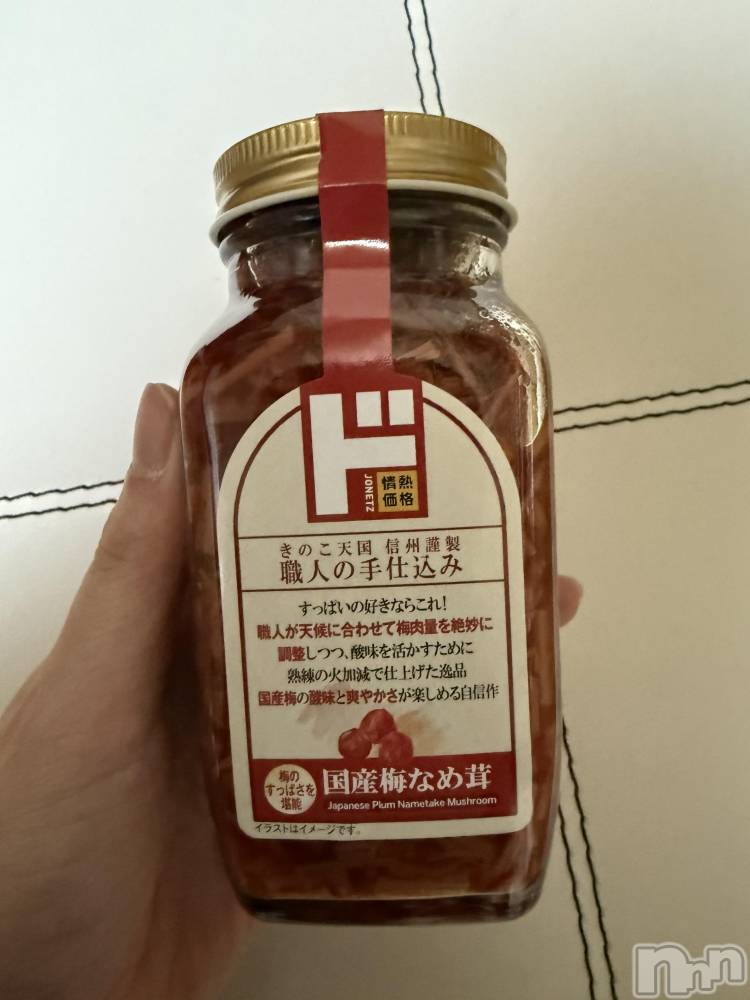 ド
JONETZ
情熱
価格
きのこ天国 信州謹製
職人の手仕込み
すっぱいの好きならこれ!
職人が天候に合わせて梅肉量を絶妙に
調整しつつ、酸味を活かすために
熟練の火加減で仕上げた逸品
国産梅の酸味と爽やかさが楽しめる自信作
梅の
すっぱさを
堪能
国産梅なめ茸
Japanese Plum Nametake Mushroom
イラストはイメージです。
nnn